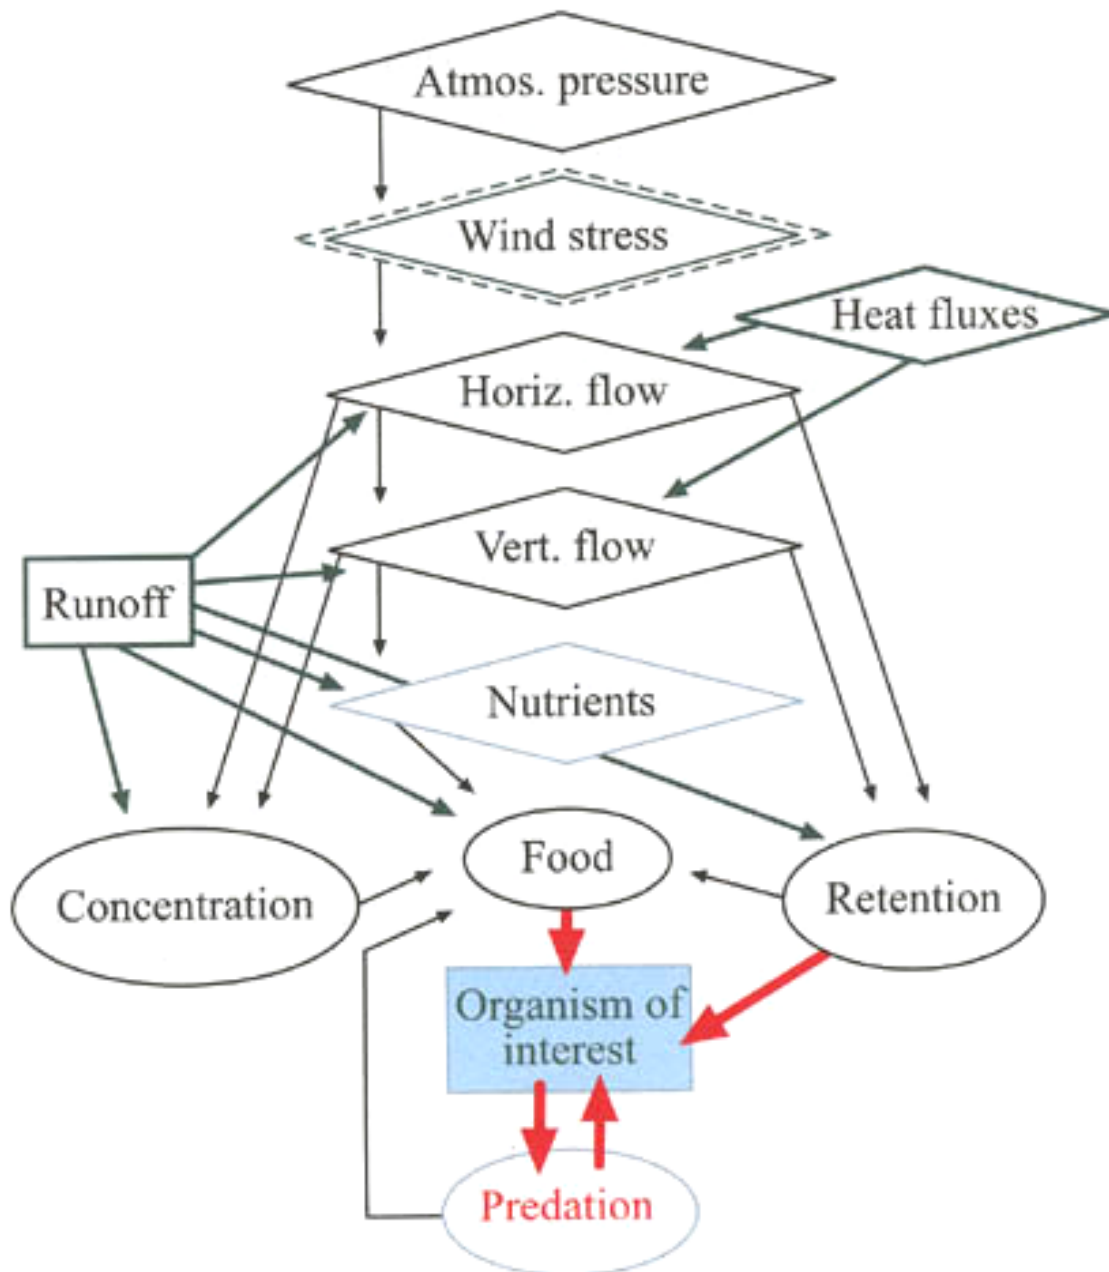 Atmos. pressure
Wind stress
Heat fluxes
Horiz. flow
Vert. flow
Runoff
Nutrients
Food
Concentration
Retention
Organism of
interest
Predation